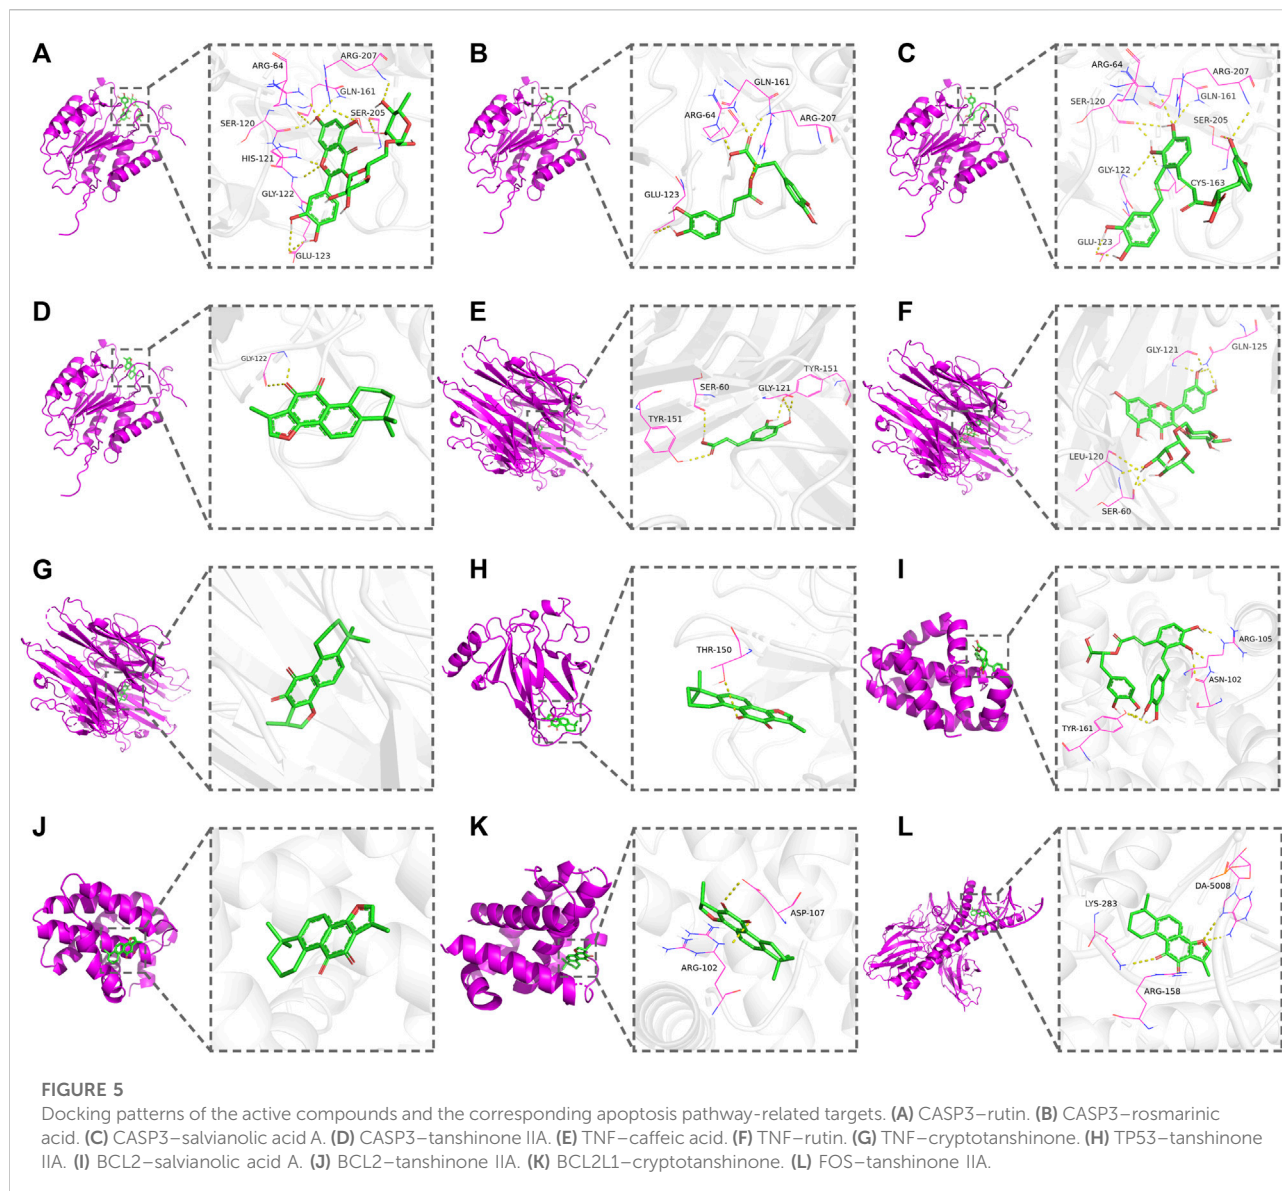 A
ARG-207
ARG-64
GLN-161
SER-120
SER-205
HIS-121
GLY-122
GLU-123
B
GLN-161
ARG-64
ARG-207
GLU-123
C
ARG-64
ARG-207
SER-120
GLN-161
SER-205
GLY-122
CYS-163
GLU-123
D
GLY-122
E
TYR-151
SER-60
GLY-121
TYR-151
F
GLY-121
GLN-125
LEU-120
SER-60
G
H
THR-150
I
ARG-105
ASN-102
TYR-161
J
K
ASP-107
ARG-102
L
DA-5008
LYS-283
ARG-158
FIGURE 5
Docking patterns of the active compounds and the corresponding apoptosis pathway-related targets. (A) CASP3–rutin. (B) CASP3–rosmarinic
acid. (C) CASP3–salvianolic acid A. (D) CASP3–tanshinone IIA. (E) TNF–caffeic acid. (F) TNF–rutin. (G) TNF–cryptotanshinone. (H) TP53–tanshinone
IIA. (I) BCL2–salvianolic acid A. (J) BCL2–tanshinone IIA. (K) BCL2L1–cryptotanshinone. (L) FOS–tanshinone IIA.